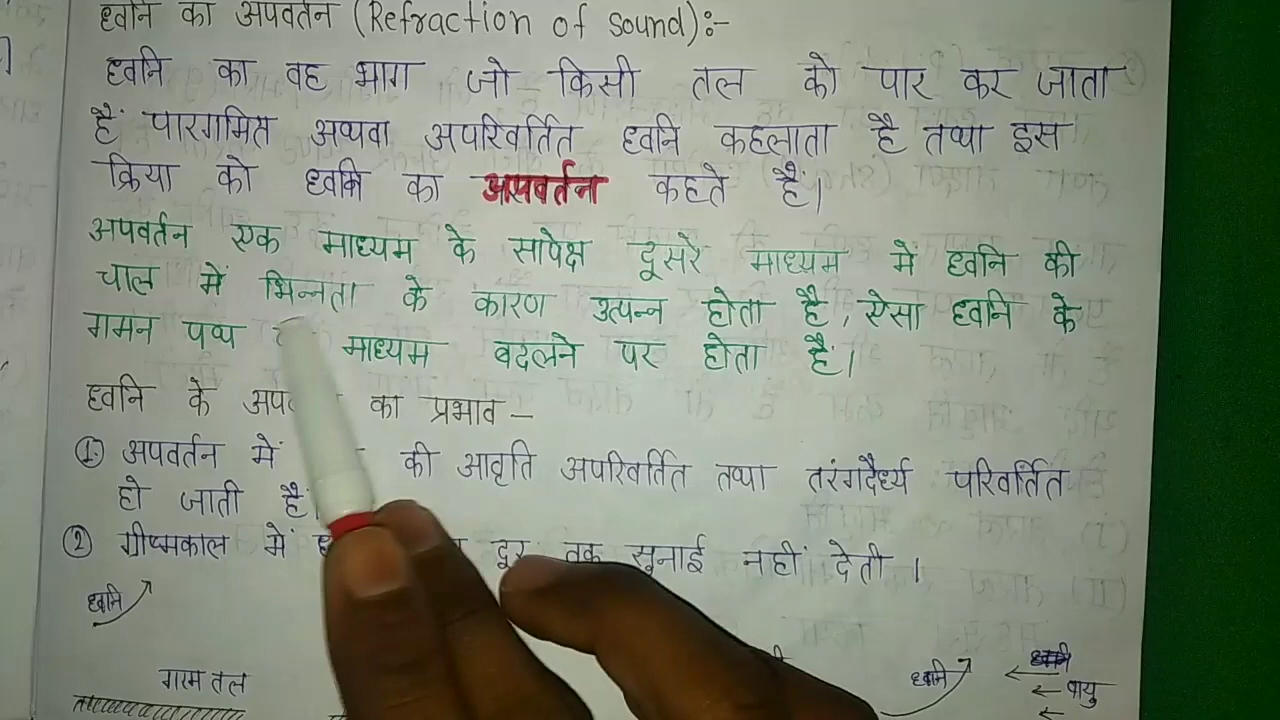 ध्वनि का अपवर्तन (Refraction of sound):-
ध्वनि का वह भाग जो किसी तल को पार कर जाता
हैं पारगमित अथवा अपरिवर्तित ध्वनि कहलाता है तथा इस
क्रिया को ध्वनि का अपवर्तन कहते हैं।
अपवर्तन एक माध्यम के सापेक्ष दूसरे माध्यम में ध्वनि की
चाल में भिन्नता के कारण उत्पन्न होता है, ऐसा ध्वनि के
गमन पथ माध्यम बदलने पर होता है।
ध्वनि के का प्रभाव –
① अपवर्तन में की आवृति अपरिवर्तित तथा तरंगदैर्ध्य परिवर्तित
हो जाती है।
② ग्रीष्मकाल में दूर तक सुनाई नहीं देती ।
ध्वनि
ध्वनि
वायु
गरम तल